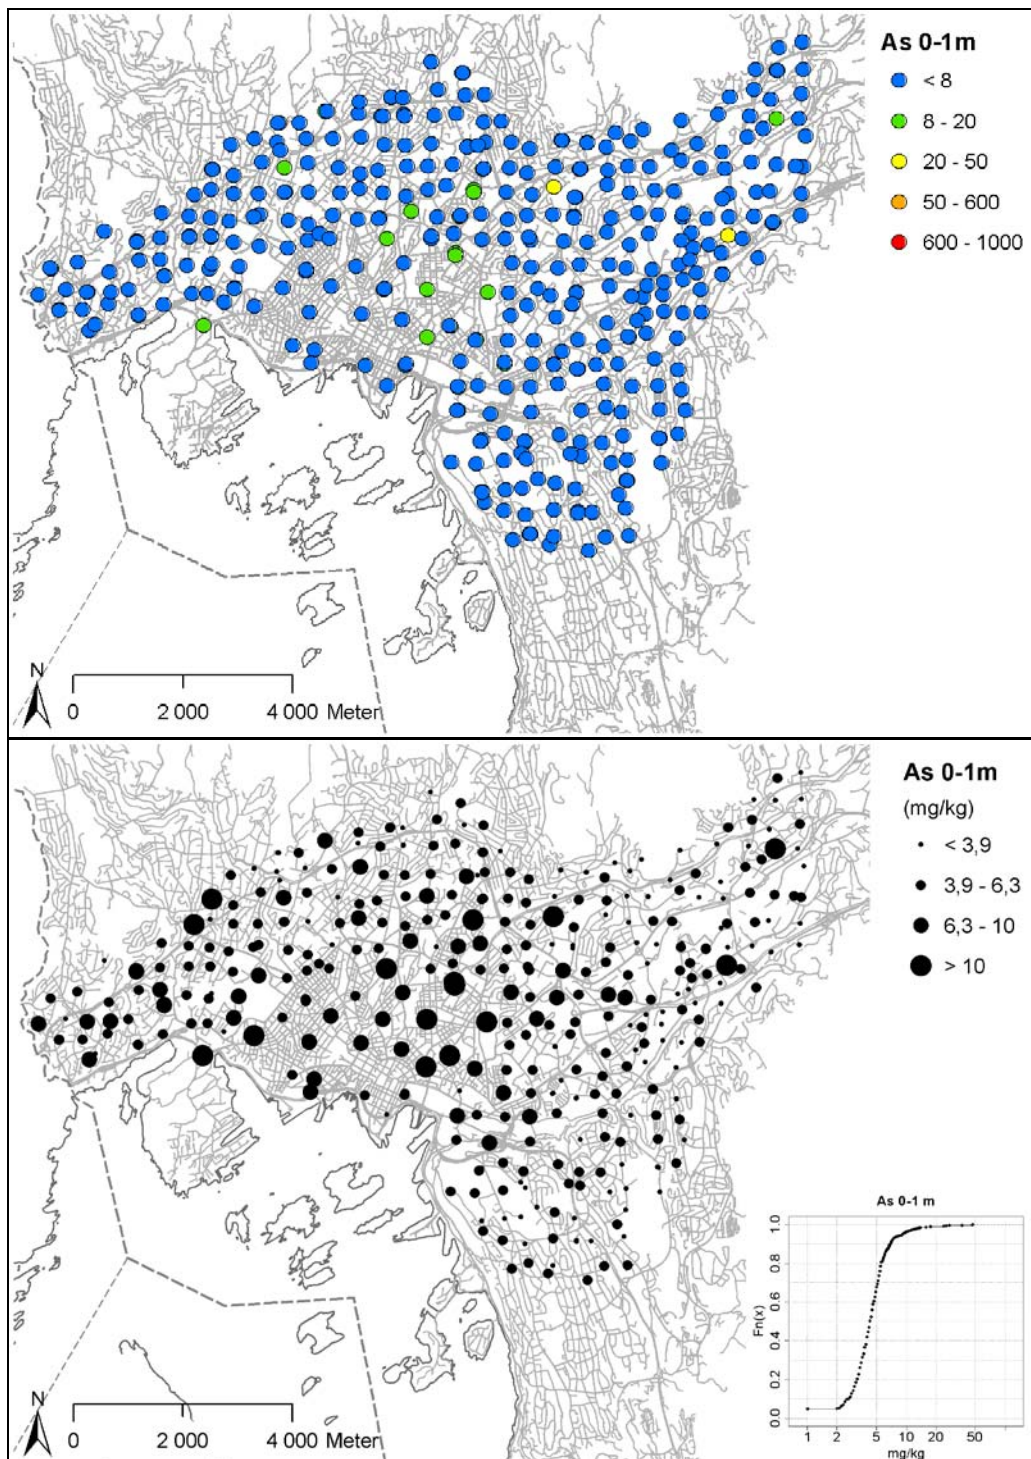 As 0-1m
< 8
8 - 20
20 - 50
50 - 600
600 - 1000
N
0 2 000 4 000 Meter
As 0-1m
(mg/kg)
< 3,9
3,9 - 6,3
6,3 - 10
> 10
As 0-1 m
Fn(x)
1.0
0.8
0.6
0.4
0.2
0.0
1 2 5 10 20 50
mg/kg
N
0 2 000 4 000 Meter